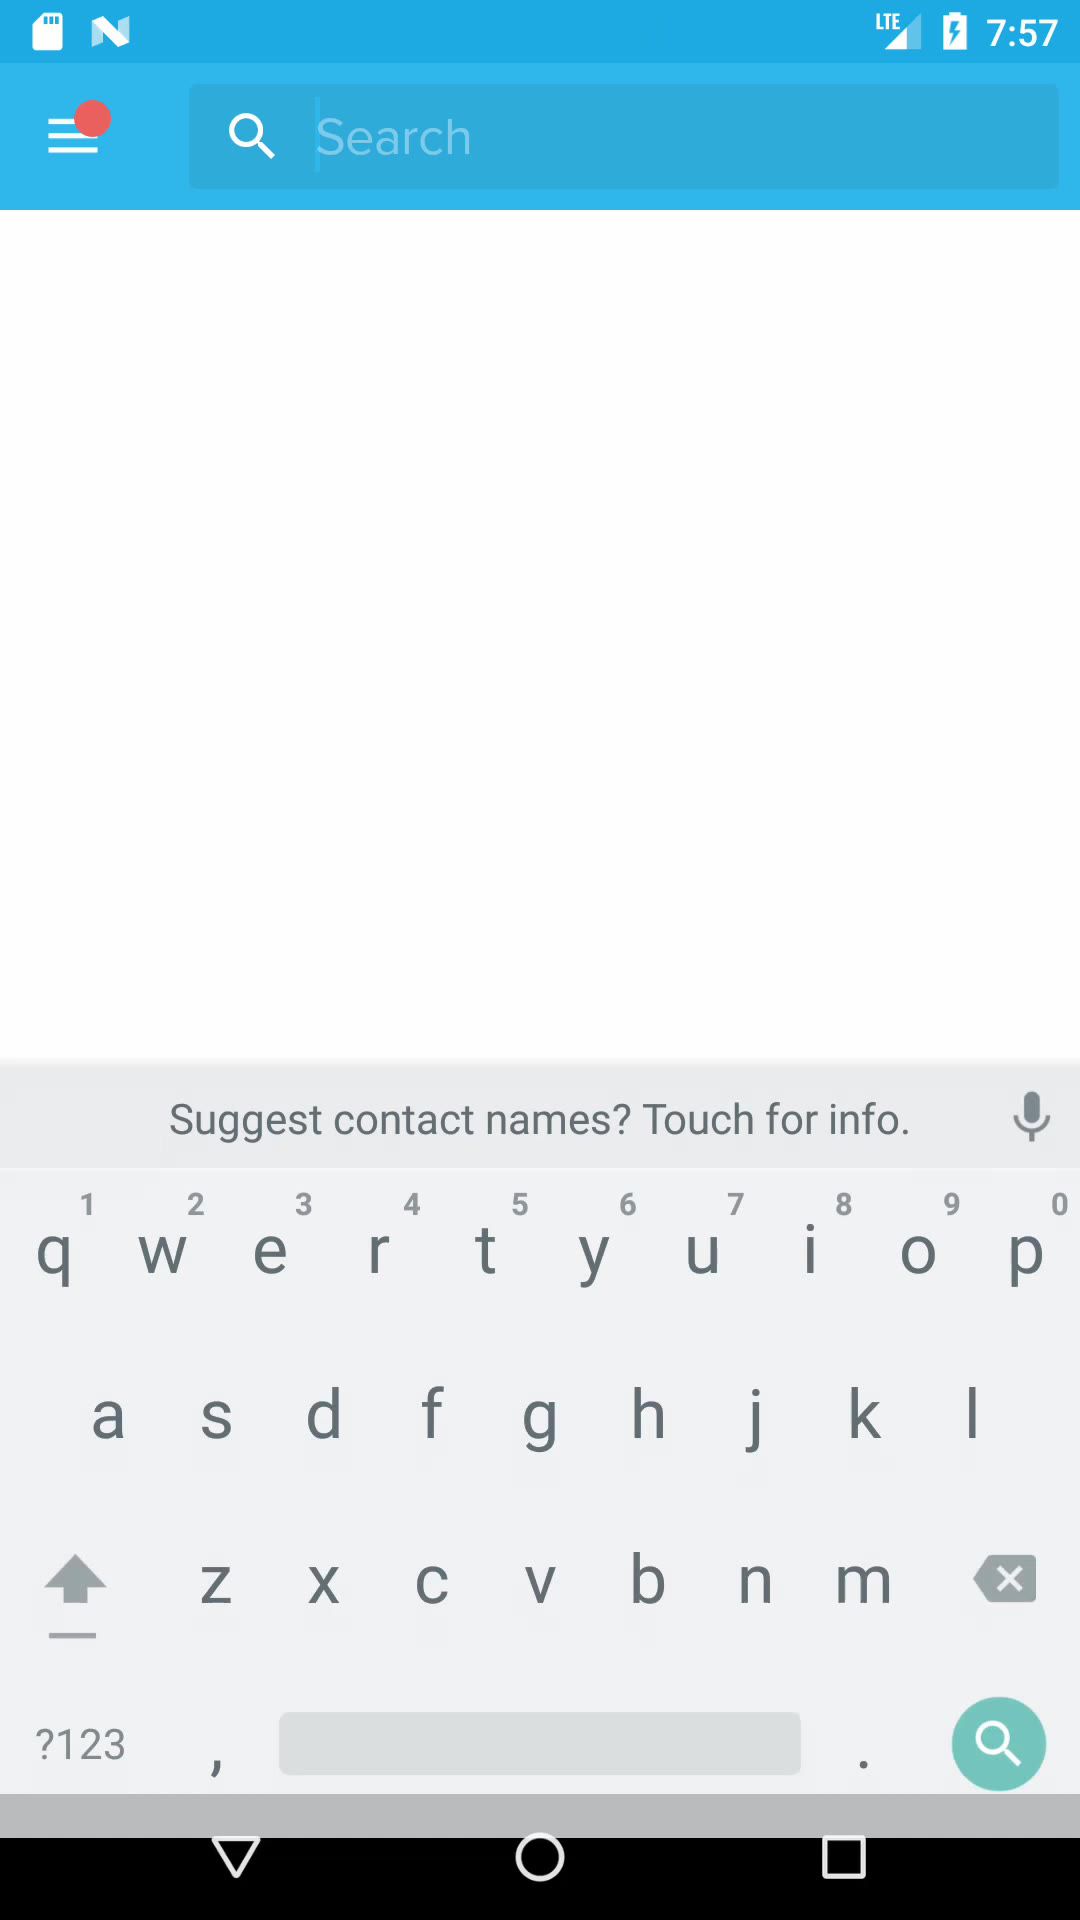 LTE 7:57
Search
Suggest contact names? Touch for info.
1 2 3 4 5 6 7 8 9 0
q w e r t y u i o p
a s d f g h j k l
z x c v b n m
?123 , .